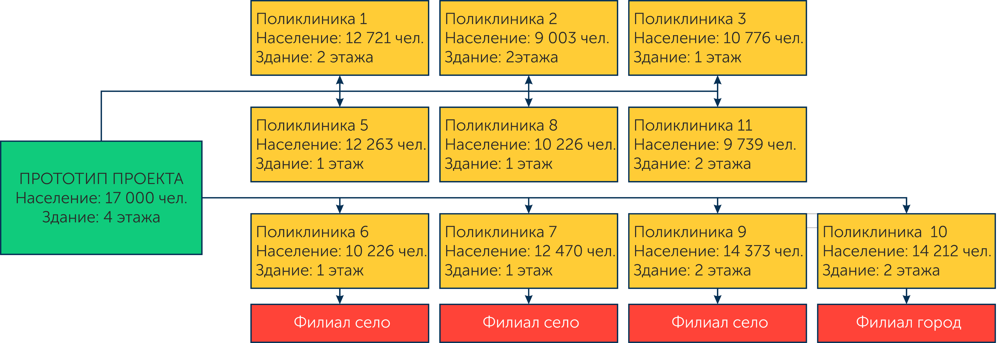 Поликлиника 1
Население: 12 721 чел.
Здание: 2 этажа
Поликлиника 2
Население: 9 003 чел.
Здание: 2этажа
Поликлиника 3
Население: 10 776 чел.
Здание: 1 этаж
Поликлиника 5
Население: 12 263 чел.
Здание: 1 этаж
Поликлиника 8
Население: 10 226 чел.
Здание: 1 этаж
Поликлиника 11
Население: 9 739 чел.
Здание: 2 этажа
ПРОТОТИП ПРОЕКТА
Население: 17 000 чел.
Здание: 4 этажа
Поликлиника 6
Население: 10 226 чел.
Здание: 1 этаж
Поликлиника 7
Население: 12 470 чел.
Здание: 1 этаж
Поликлиника 9
Население: 14 373 чел.
Здание: 2 этажа
Поликлиника 10
Население: 14 212 чел.
Здание: 2 этажа
Филиал село
Филиал село
Филиал село
Филиал город